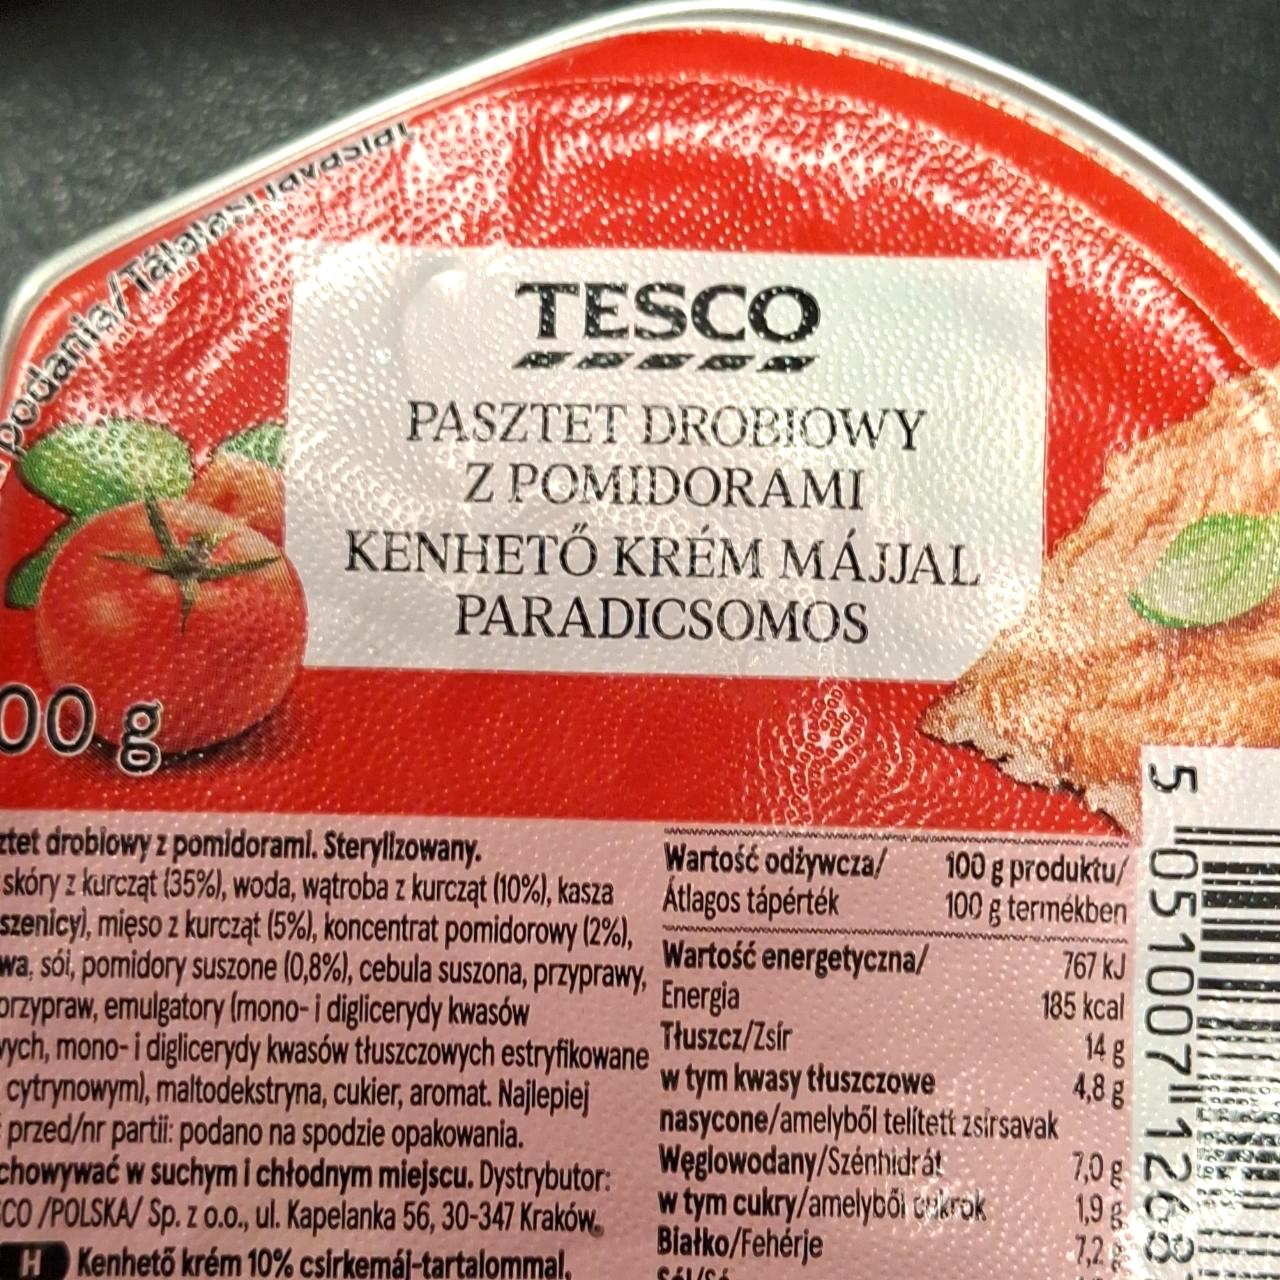 podania/Tálalási javaslat
TESCO
PASZTET DROBIOWY
Z POMIDORAMI
KENHETŐ KRÉM MÁJJAL
PARADICSOMOS
00 g
ztet drobiowy z pomidorami. Sterylizowany.
skóry z kurcząt (35%), woda, wątroba z kurcząt (10%), kasza
szenicy), mięso z kurcząt (5%), koncentrat pomidorowy (2%),
wa, sól, pomidory suszone (0,8%), cebula suszona, przyprawy,
przypraw, emulgatory (mono- i diglicerydy kwasów
wych, mono- i diglicerydy kwasów tłuszczowych estryfikowane
cytrynowym), maltodekstryna, cukier, aromat. Najlepiej
przed/nr partii: podano na spodzie opakowania.
chowywać w suchym i chłodnym miejscu. Dystrybutor:
CO /POLSKA/ Sp. z o.o., ul. Kapelanka 56, 30-347 Kraków.
H Kenhető krém 10% csirkemáj-tartalommal,
Wartość odżywcza/ 100 g produktu/
Átlagos tápérték 100 g termékben
Wartość energetyczna/ 767 kJ
Energia 185 kcal
Tłuszcz/Zsír 14 g
w tym kwasy tłuszczowe 4,8 g
nasycone/amelyből telített zsírsavak
Węglowodany/Szénhidrát 7,0 g
w tym cukry/amelyből cukrok 1,9 g
Białko/Fehérje 7,2 g
Sól/Só
5 051007 11268